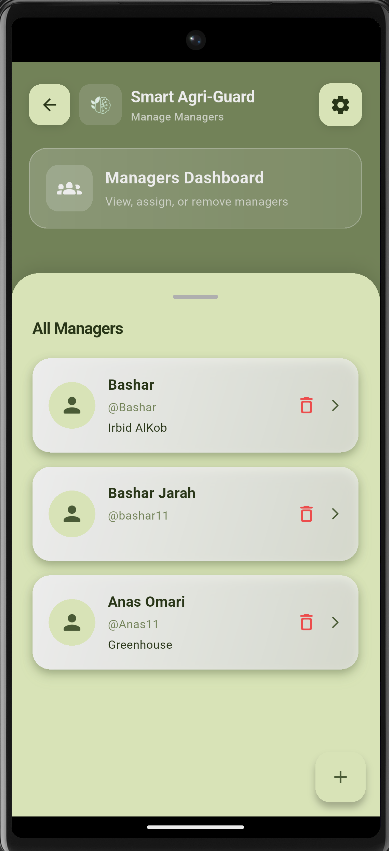 Smart Agri-Guard
Manage Managers
Managers Dashboard
View, assign, or remove managers
All Managers
Bashar
@Bashar
Irbid AlKob
Bashar Jarah
@bashar11
Anas Omari
@Anas11
Greenhouse